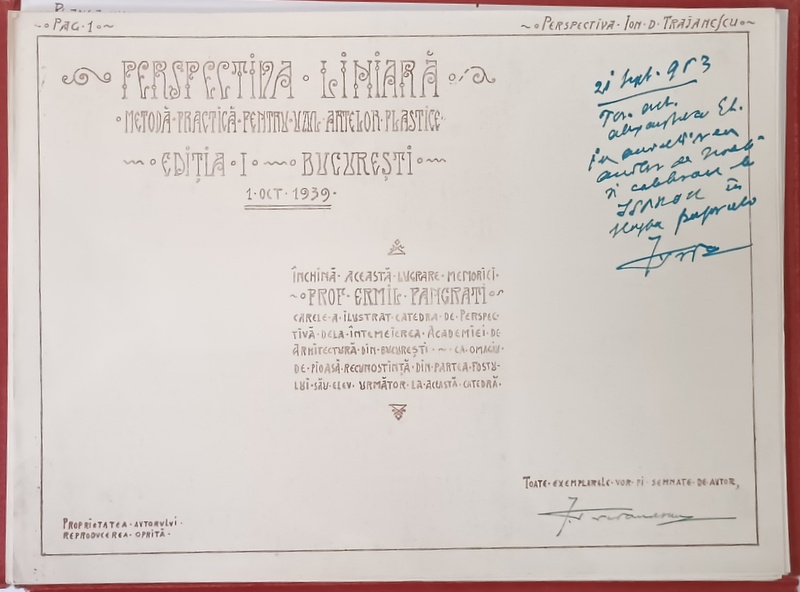 PAG·1
PERSPECTIVA · ION·D·TRAJANESCU
PERSPECTIVA · LINIARĂ
METODĂ·PRACTICĂ·PENTRU·UZUL·ARTELOR·PLASTICE
EDIȚIA·I BUCUREȘTI
1·OCT·1939·
21 Sept. 953
ÎNCHINĂ·ACEASTĂ·LUCRARE·MEMORIEI·
PROF·ERMIL·PANGRATI
CARELE·A·ILUSTRAT·CATEDRA·DE·PERSPEC-
TIVĂ·DELA·ÎNTEMEIEREA·ACADEMIEI·DE
ARHITECTURĂ·DIN·BUCUREȘTI·~·CA·OMAGIU·
DE·PIOASĂ·RECUNOSTINȚĂ·DIN·PARTEA·FOSTU-
LUI·SĂU·ELEV·URMĂTOR·LA·ACEASTĂ·CATEDRĂ·
TOATE·EXEMPLARELE·VOR·FI·SEMNATE·DE·AUTOR,
PROPRIETATEA·AUTORULUI·
REPRODUCEREA·OPRITĂ·